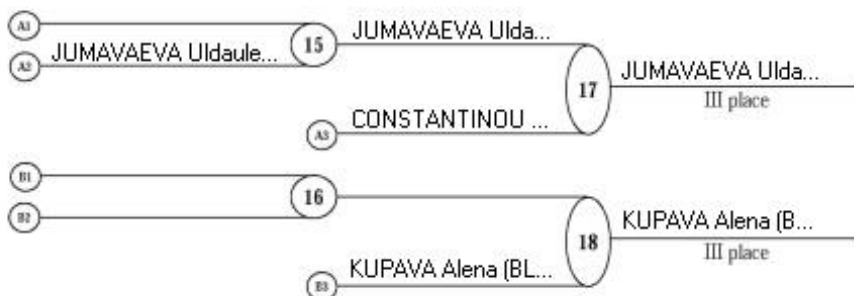 A1
A2 JUMAVAEVA Uldaule...
15
JUMAVAEVA Ulda...
A3 CONSTANTINOU ...
17
JUMAVAEVA Ulda...
III place
B1
B2
16
B3 KUPAVA Alena (BL...
18
KUPAVA Alena (B...
III place